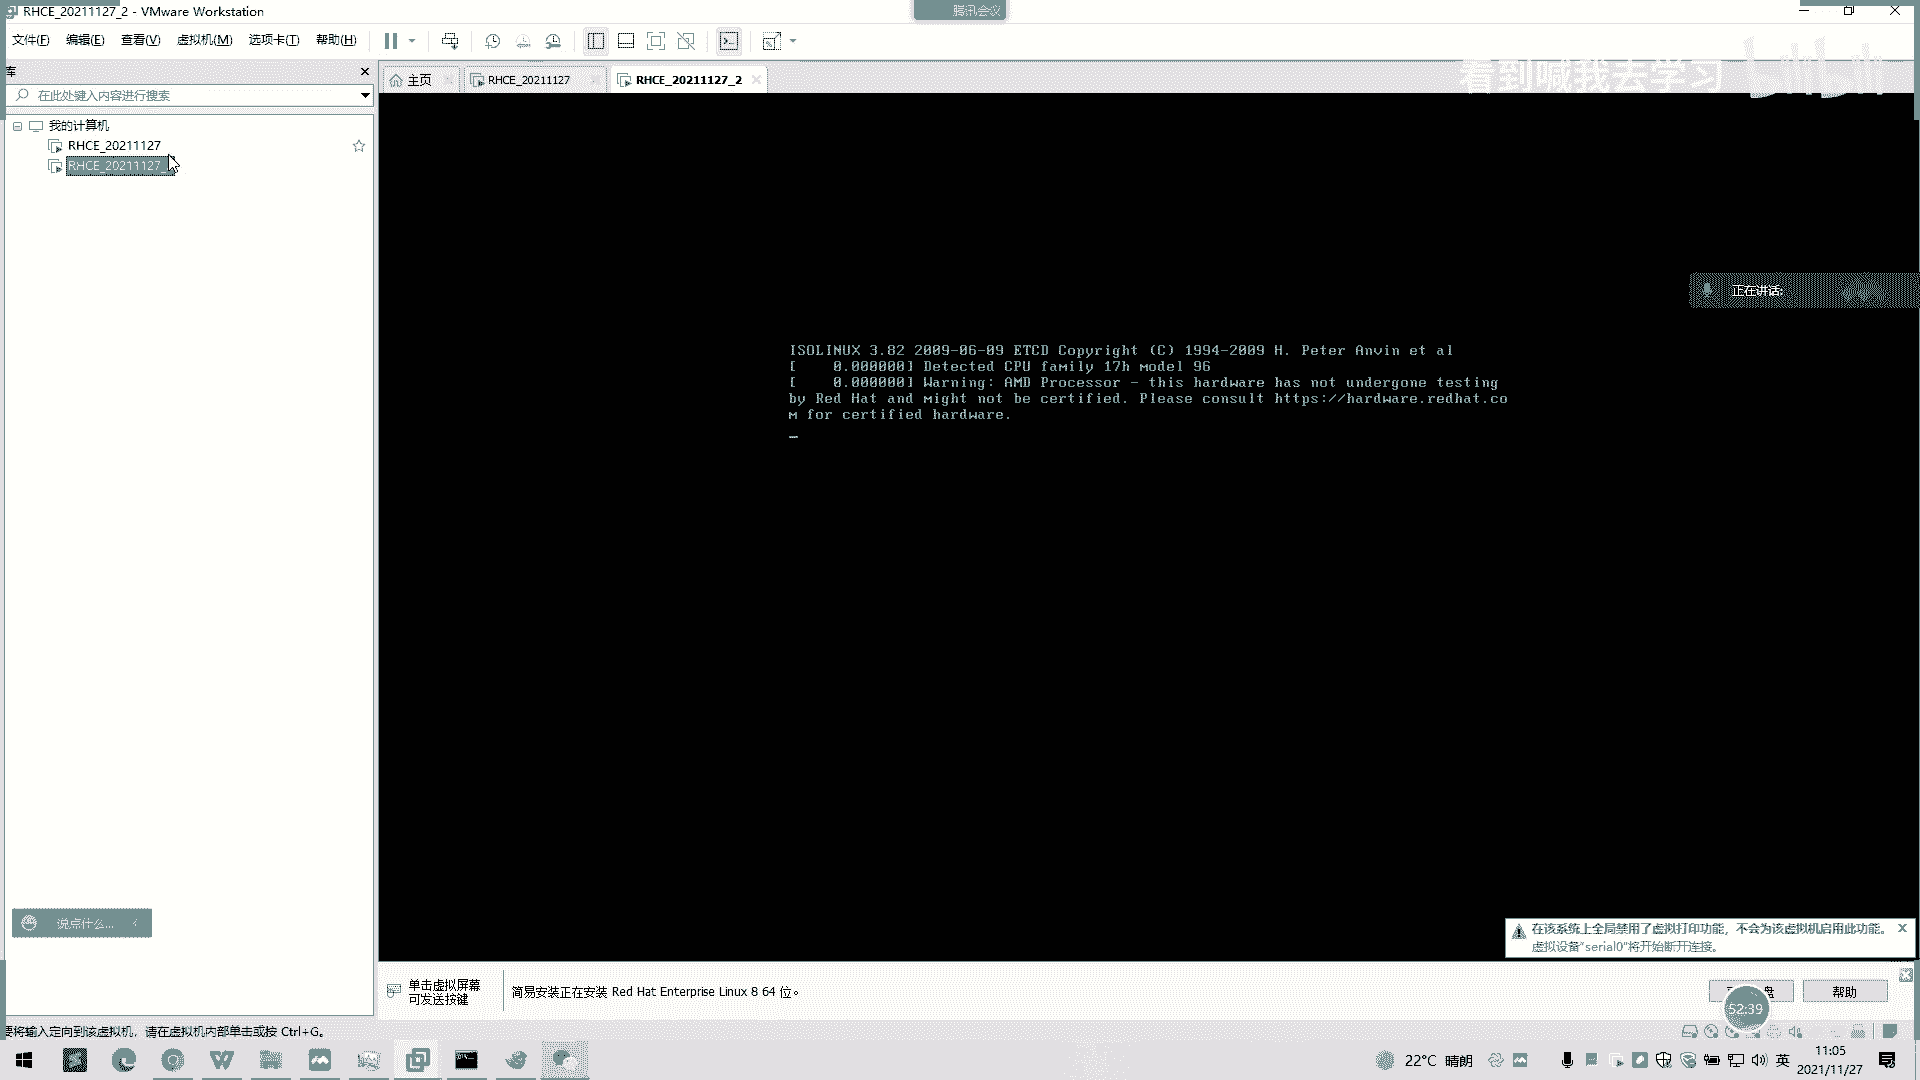 RHCE_20211127_2 - VMware Workstation
腾讯会议
文件(F) 编辑(E) 查看(V) 虚拟机(M) 选项卡(T) 帮助(H)
库
主页
RHCE_20211127
RHCE_20211127_2
看到喊我去学习
bilibili
在此处键入内容进行搜索
我的计算机
RHCE_20211127
RHCE_20211127
正在讲话:
ISOLINUX 3.82 2009-06-09 ETCD Copyright (C) 1994-2009 H. Peter Anvin et al
[    0.000000] Detected CPU family 17h model 96
[    0.000000] Warning: AMD Processor - this hardware has not undergone testing
by Red Hat and might not be certified. Please consult https://hardware.redhat.co
m for certified hardware.
说点什么...
在该系统上全局禁用了虚拟打印功能，不会为该虚拟机启用此功能。
虚拟设备"serial0"将开始断开连接。
单击虚拟屏幕
可发送按键
简易安装正在安装 Red Hat Enterprise Linux 8 64 位。
盘
帮助
52:39
要将输入定向到该虚拟机，请在虚拟机内部单击或按 Ctrl+G。
22°C 晴朗
英
11:05
2021/11/27